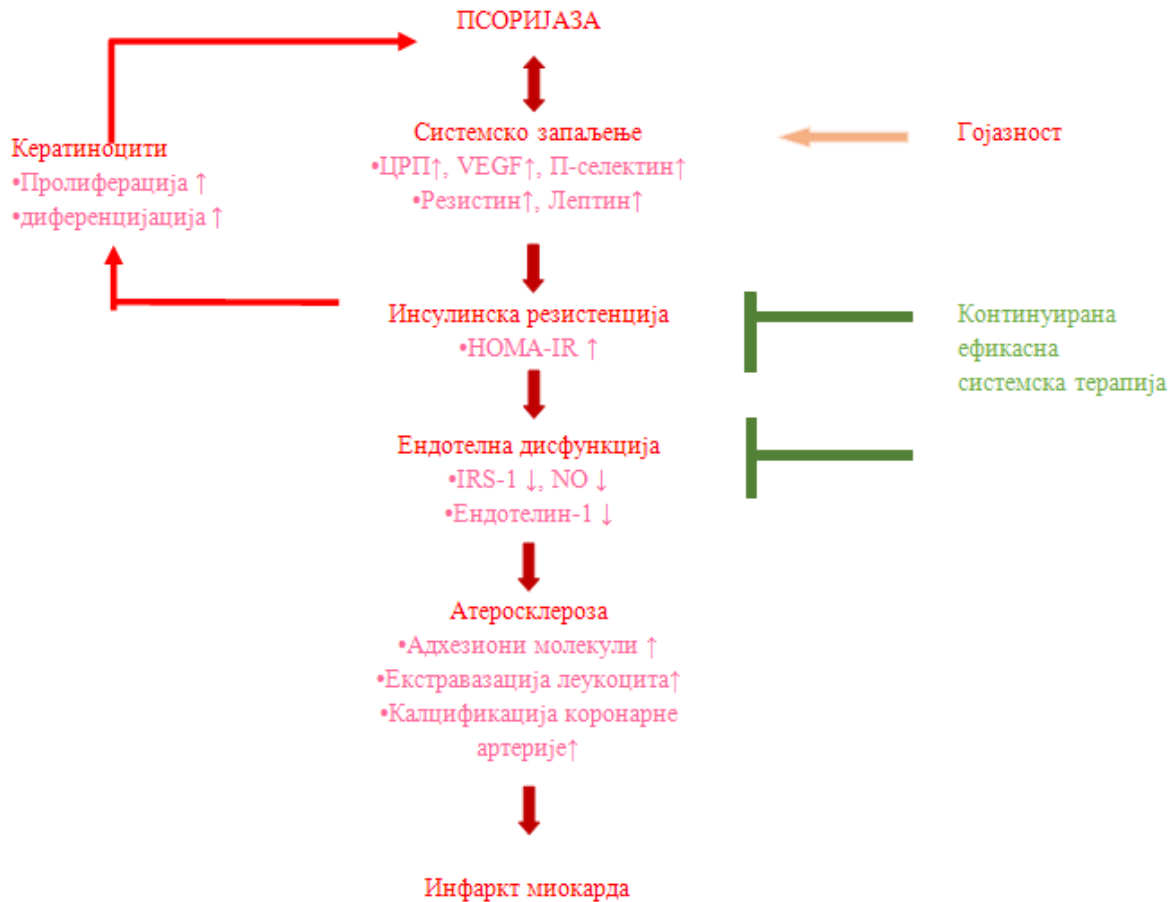 ПСОРИЈАЗА
Системско запаљење
•ЦРП↑, VEGF↑, П-селектин↑
•Резистин↑, Лептин↑
Гојазност
Кератиноцити
•Пролиферација ↑
•диференцијација ↑
Инсулинска резистенција
•HOMA-IR ↑
Континуирана
ефикасна
системска терапија
Ендотелна дисфункција
•IRS-1 ↓, NO ↓
•Ендотелин-1 ↓
Атеросклероза
•Адхезиони молекули ↑
•Екстравазација леукоцита↑
•Калцификација коронарне
артерије↑
Инфаркт миокарда